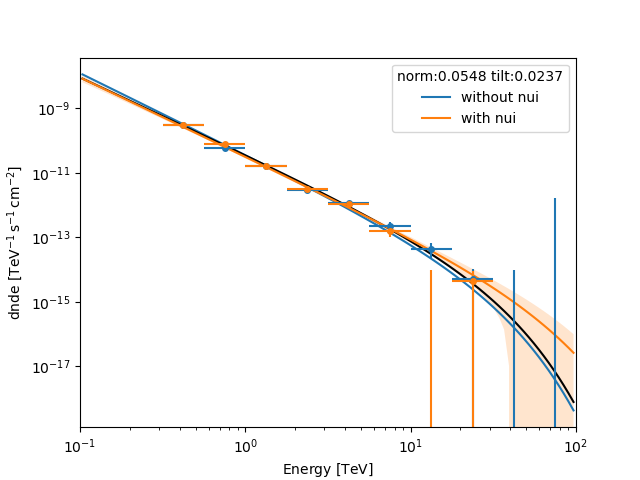 norm:0.0548 tilt:0.0237
without nui
with nui
dnde [TeV⁻¹ s⁻¹ cm⁻²]
10⁻⁹
10⁻¹¹
10⁻¹³
10⁻¹⁵
10⁻¹⁷
10⁻¹ 10⁰ 10¹ 10²
Energy [TeV]